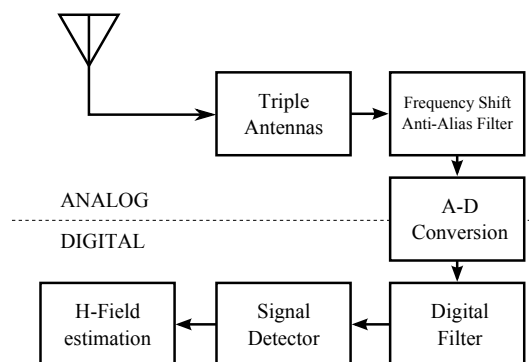 Triple
Antennas
Frequency Shift
Anti-Alias Filter
ANALOG
A-D
Conversion
DIGITAL
H-Field
estimation
Signal
Detector
Digital
Filter